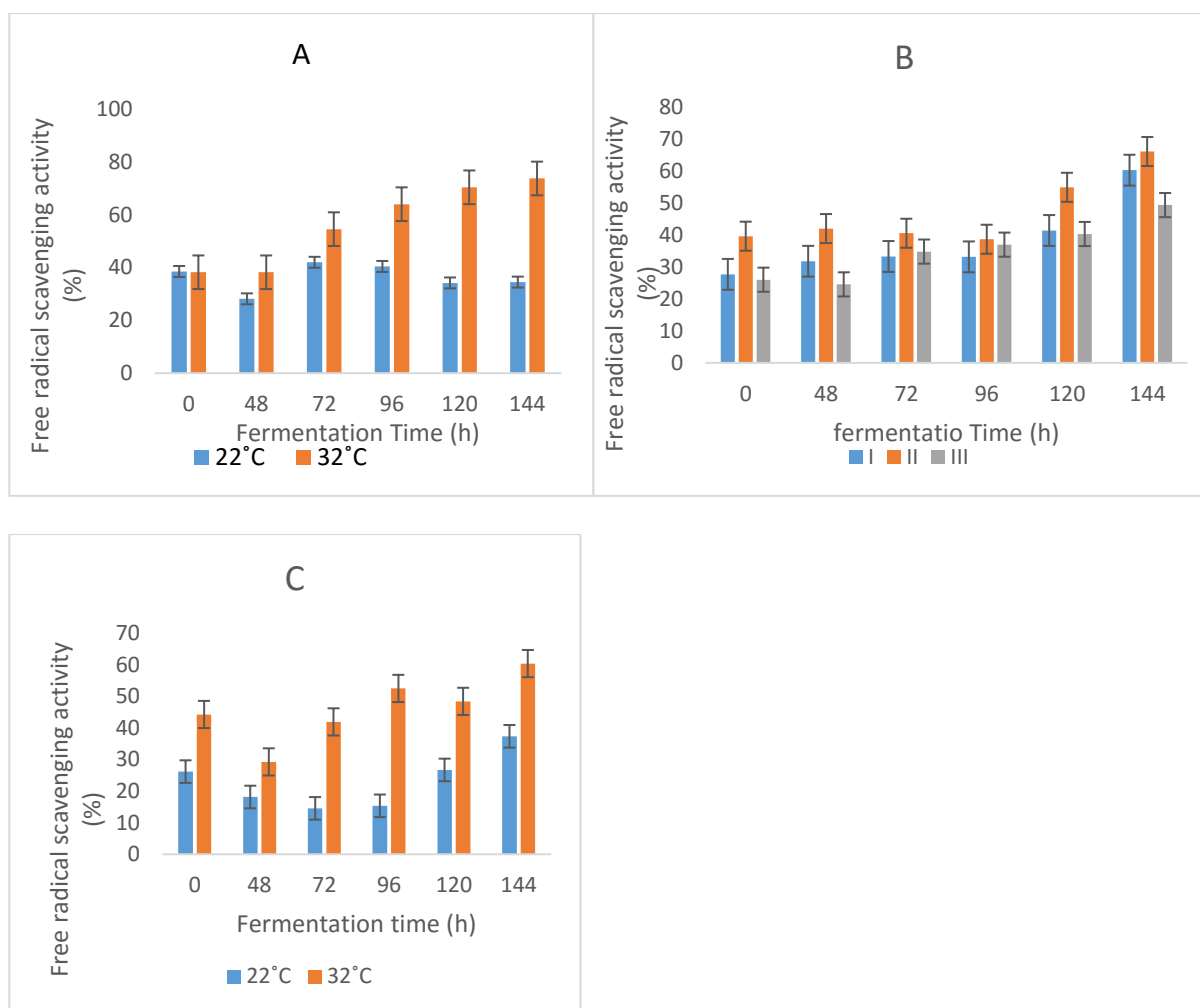 A
Free radical scavenging activity
(%)
100
80
60
40
20
0
0 48 72 96 120 144
Fermentation Time (h)
22˚C 32˚C
B
Free radical scavenging activity
(%)
80
70
60
50
40
30
20
10
0
0 48 72 96 120 144
fermentatio Time (h)
I II III
C
Free radical scavenging activity
(%)
70
60
50
40
30
20
10
0
0 48 72 96 120 144
Fermentation time (h)
22˚C 32˚C